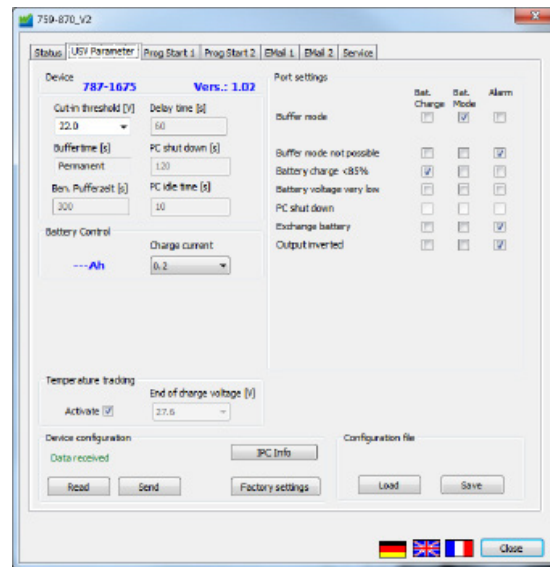 759-870_V2
Status USV Parameter Prog Start 1 Prog Start 2 EMail 1 EMail 2 Service
Device
787-1675 Vers.: 1.02
Cut-in threshold [V] Delay time [s]
22.0 60
Buffertime [s] PC shut down [s]
Permanent 120
Ben. Pufferzeit [s] PC idle time [s]
300 10
Battery Control
Charge current
---Ah 0.2
Temperature tracking
End of charge voltage [V]
Activate 27.6
Port settings
Bat. Charge Bat. Mode Alarm
Buffer mode
Buffer mode not possible
Battery charge <85%
Battery voltage very low
PC shut down
Exchange battery
Output inverted
Device configuration
Data received
IPC Info
Read Send Factory settings
Configuration file
Load Save
Close